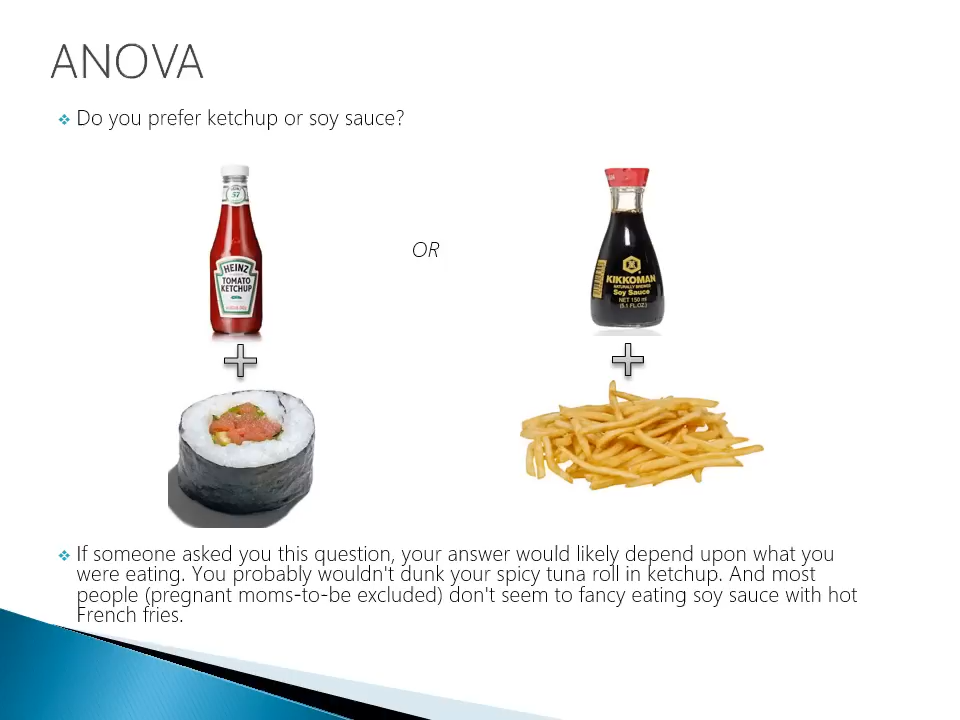 ANOVA
Do you prefer ketchup or soy sauce?
57
HEINZ
TOMATO
KETCHUP
OR
KIKKOMAN
NATURALLY BREWED
Soy Sauce
NET 150 ml
(5.1 FL.OZ.)
If someone asked you this question, your answer would likely depend upon what you
were eating. You probably wouldn't dunk your spicy tuna roll in ketchup. And most
people (pregnant moms-to-be excluded) don't seem to fancy eating soy sauce with hot
French fries.